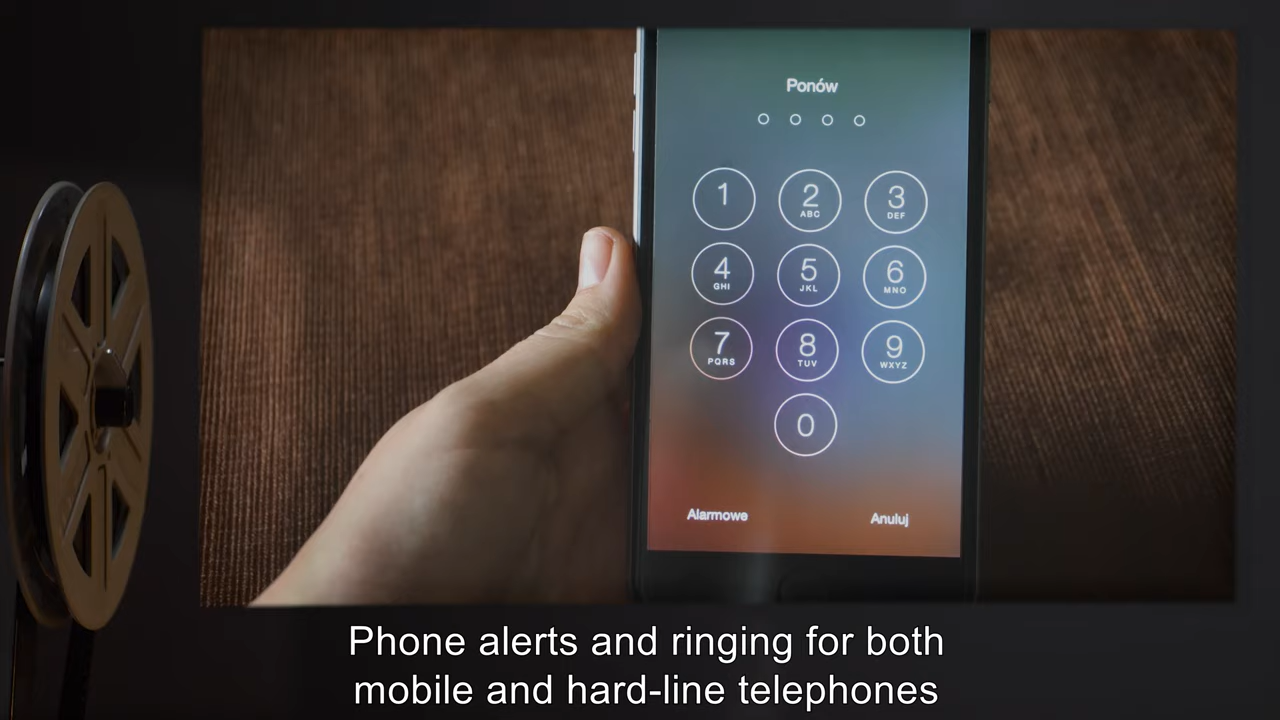 Ponów
1 2 ABC 3 DEF
4 GHI 5 JKL 6 MNO
7 PQRS 8 TUV 9 WXYZ
0
Alarmowe Anuluj
Phone alerts and ringing for both
mobile and hard-line telephones